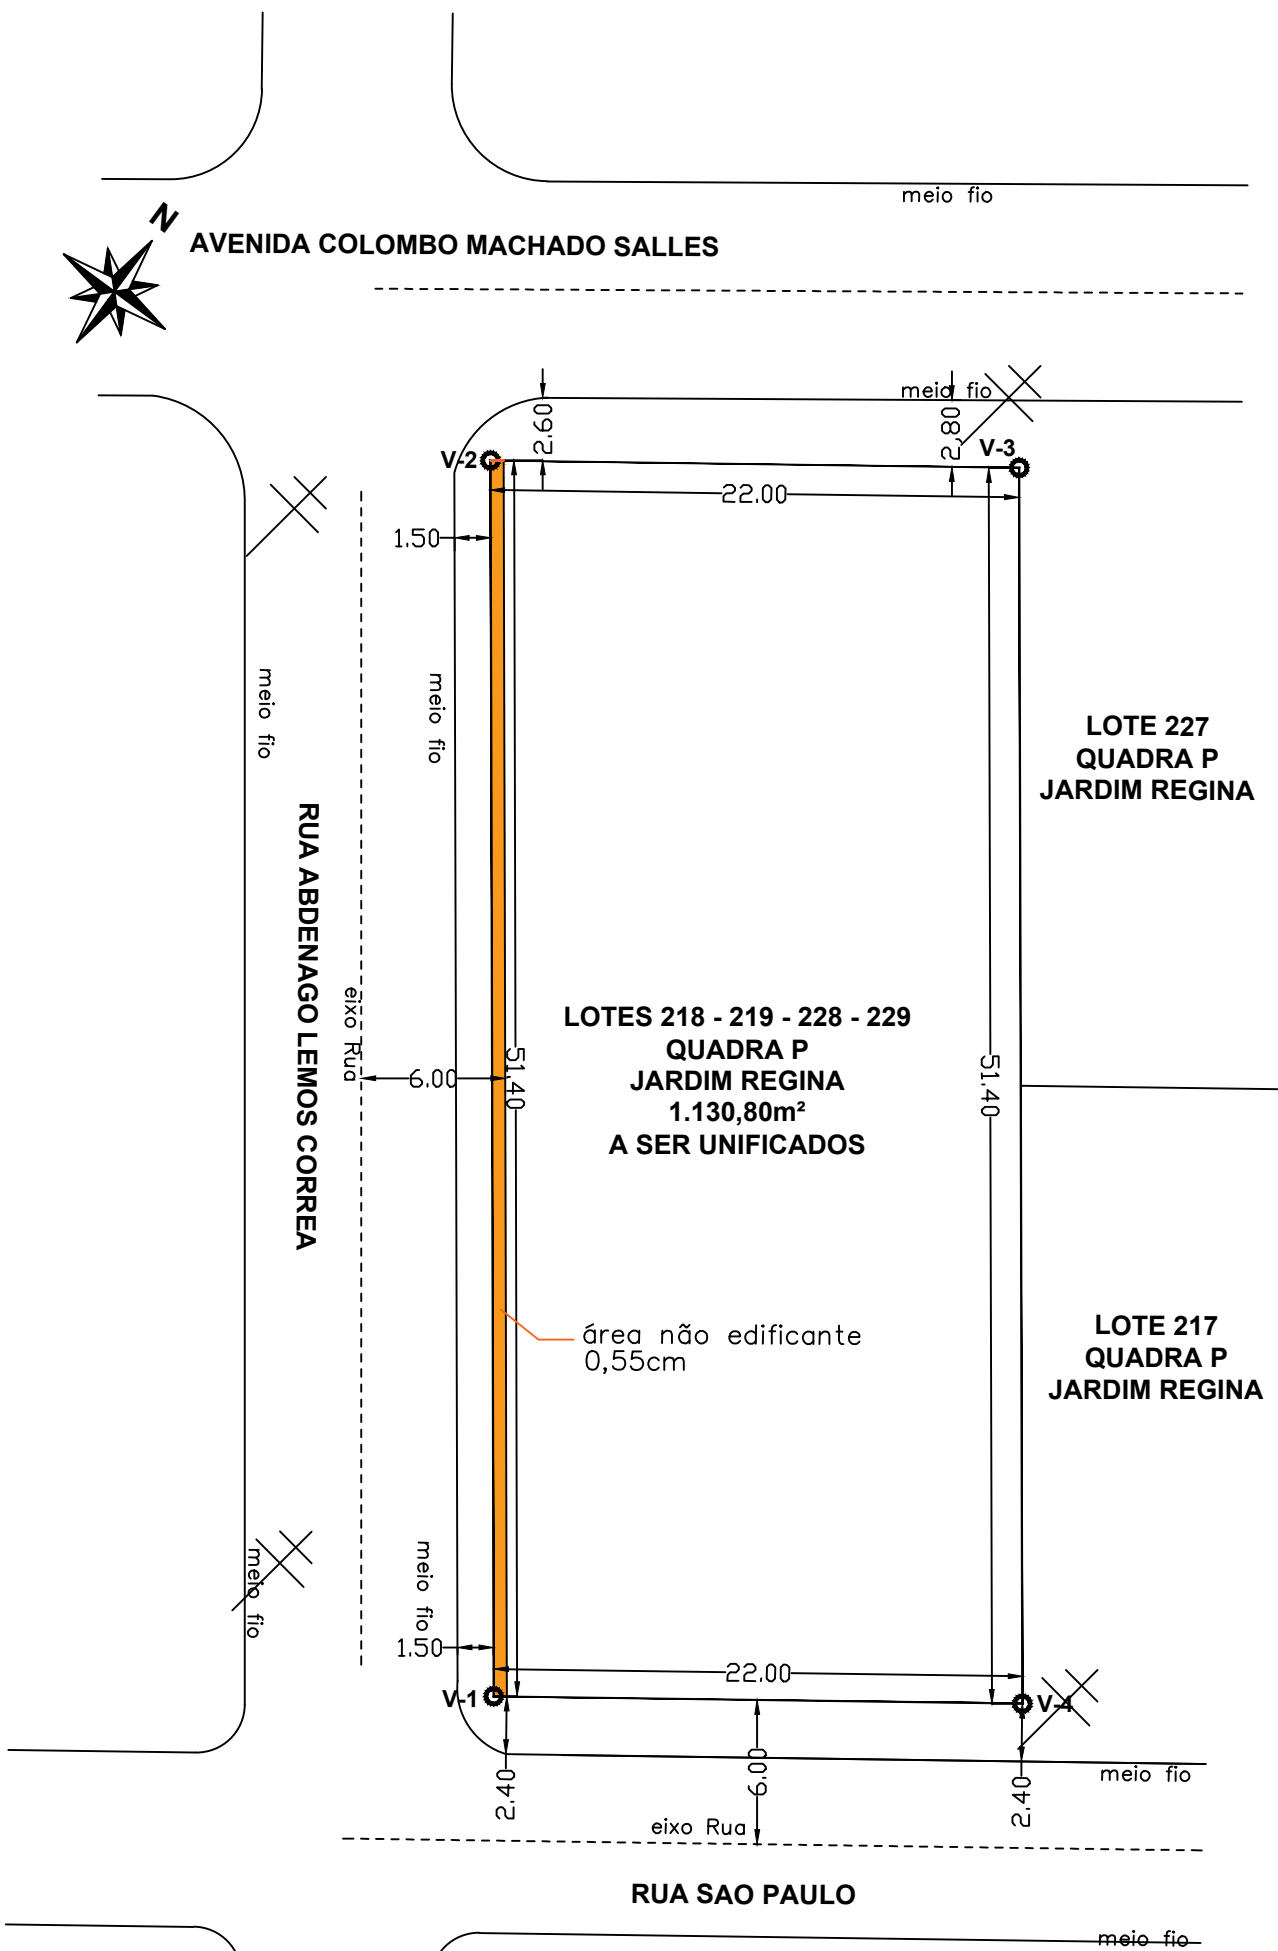 meio fio
N
AVENIDA COLOMBO MACHADO SALLES
meio fio
2.60
2,80
V-2
V-3
22.00
1.50
meio fio
meio fio
LOTE 227
QUADRA P
JARDIM REGINA
RUA ABDENAGO LEMOS CORREA
eixo Rua
6.00
51.40
LOTES 218 - 219 - 228 - 229
QUADRA P
JARDIM REGINA
1.130,80m²
A SER UNIFICADOS
51.40
área não edificante
0,55cm
LOTE 217
QUADRA P
JARDIM REGINA
meio fio
meio fio
1.50
22.00
V-1
V-4
2.40
6.00
2.40
meio fio
eixo Rua
RUA SAO PAULO
meio fio